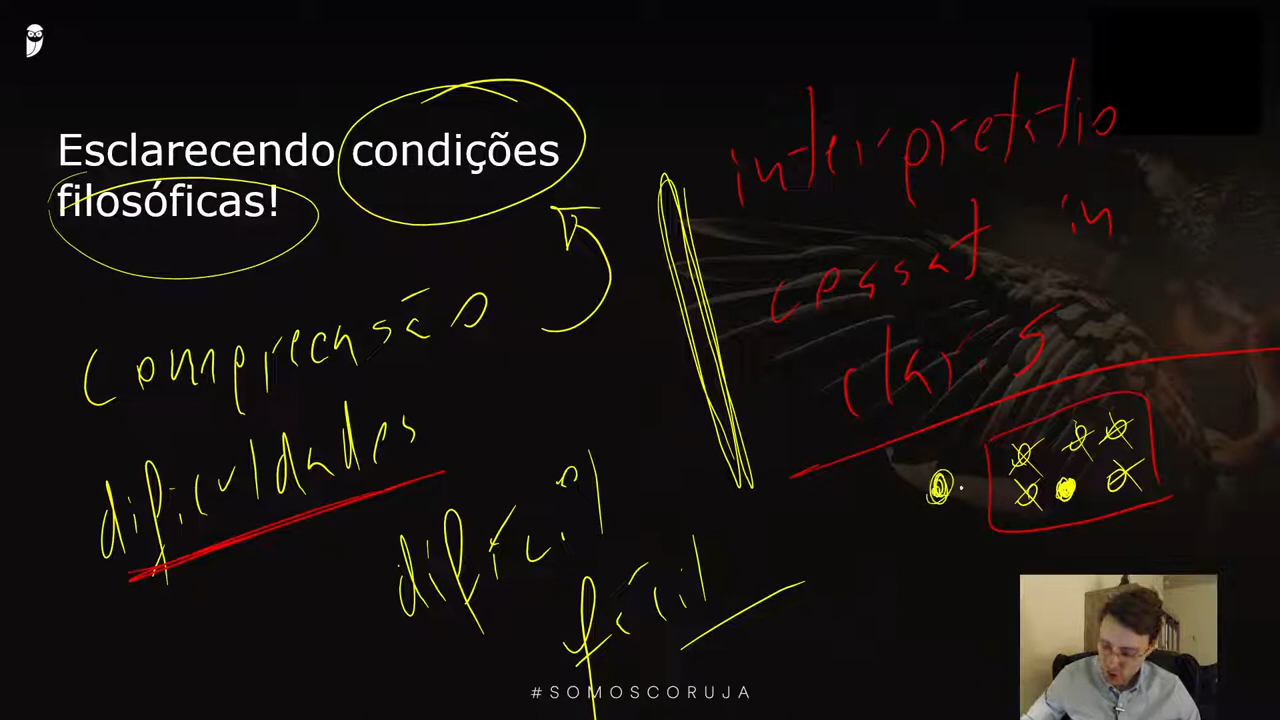 Esclarecendo condições
filosóficas!
compreensão
dificuldades
difícil
fácil
interpretatio
cessat in
claris
#SOMOSCORUJA